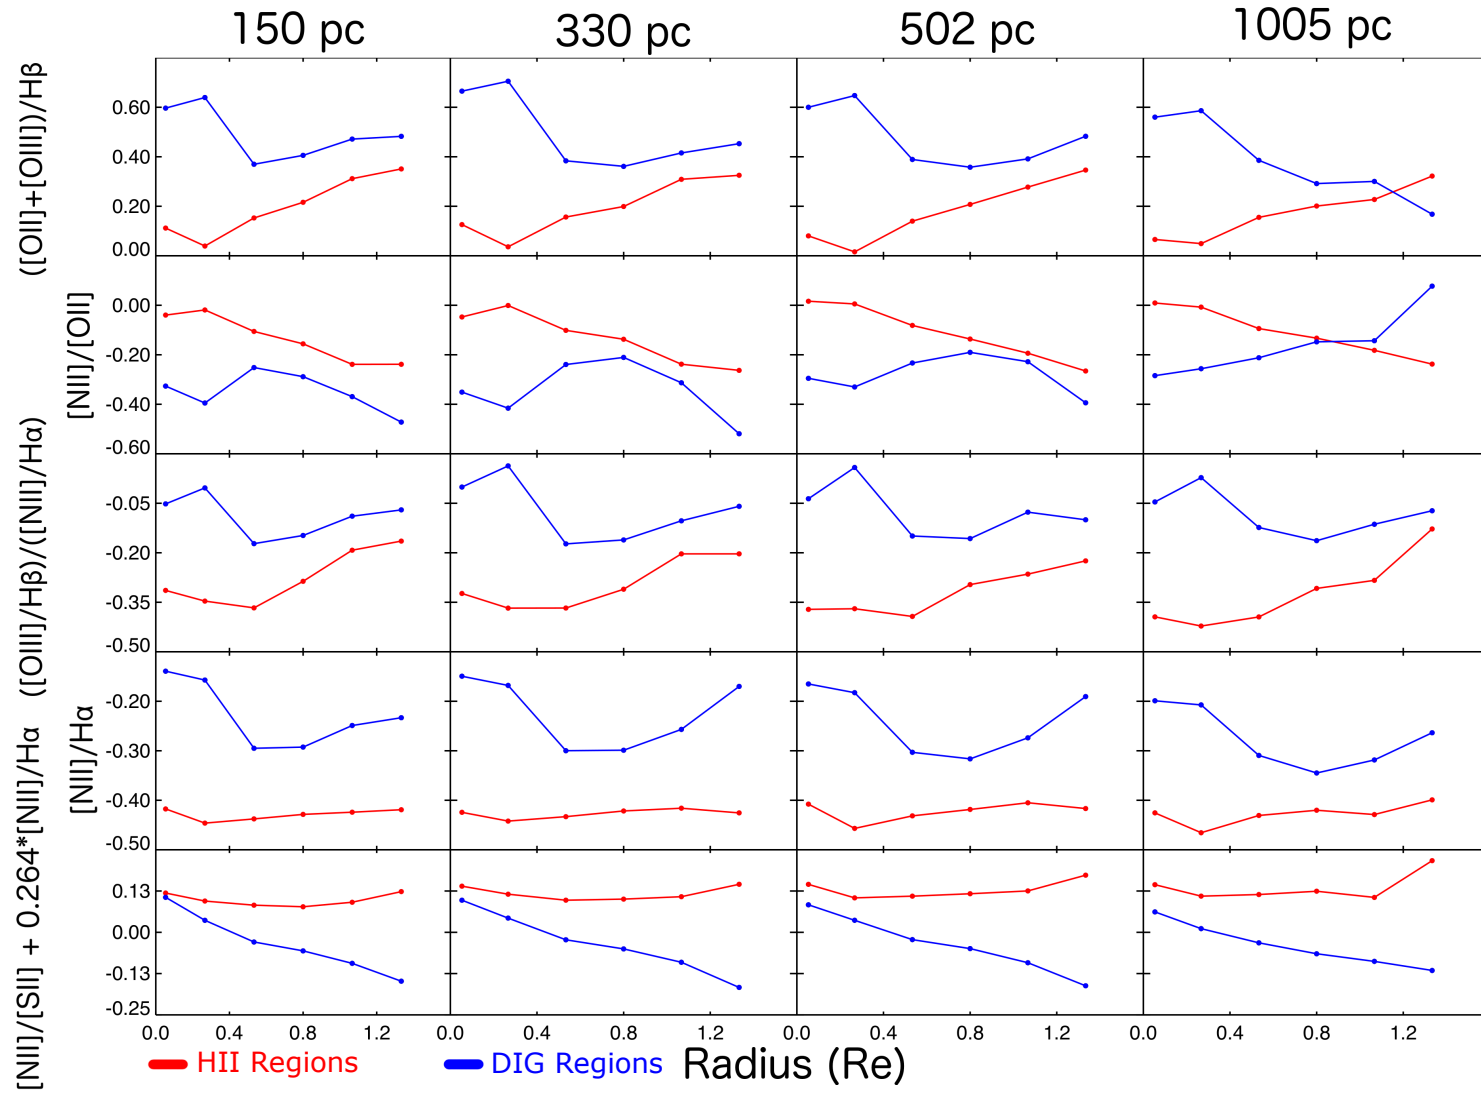 150 pc 330 pc 502 pc 1005 pc
([OII]+[OIII])/Hβ
0.60
0.40
0.20
0.00
[NII]/[OII]
0.00
-0.20
-0.40
-0.60
([OIII]/Hβ)/([NII]/Hα)
-0.05
-0.20
-0.35
-0.50
[NII]/Hα
-0.20
-0.30
-0.40
-0.50
[NII]/[SII] + 0.264*[NII]/Hα
0.13
0.00
-0.13
-0.25
0.0 0.4 0.8 1.2 0.0 0.4 0.8 1.2 0.0 0.4 0.8 1.2 0.0 0.4 0.8 1.2
HII Regions DIG Regions Radius (Re)